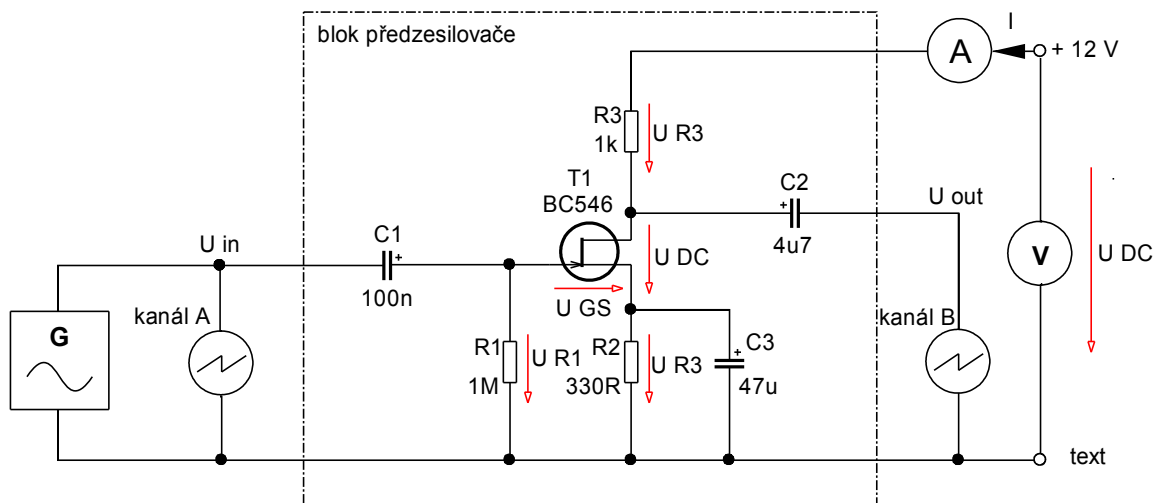 blok předzesilovače
I
A
+ 12 V
R3
1k
U R3
T1
BC546
C2
+
4u7
U out
U in
C1
+
100n
U DC
U GS
V
U DC
G
kanál A
kanál B
R1
1M
U R1
R2
330R
U R3
C3
+
47u
text